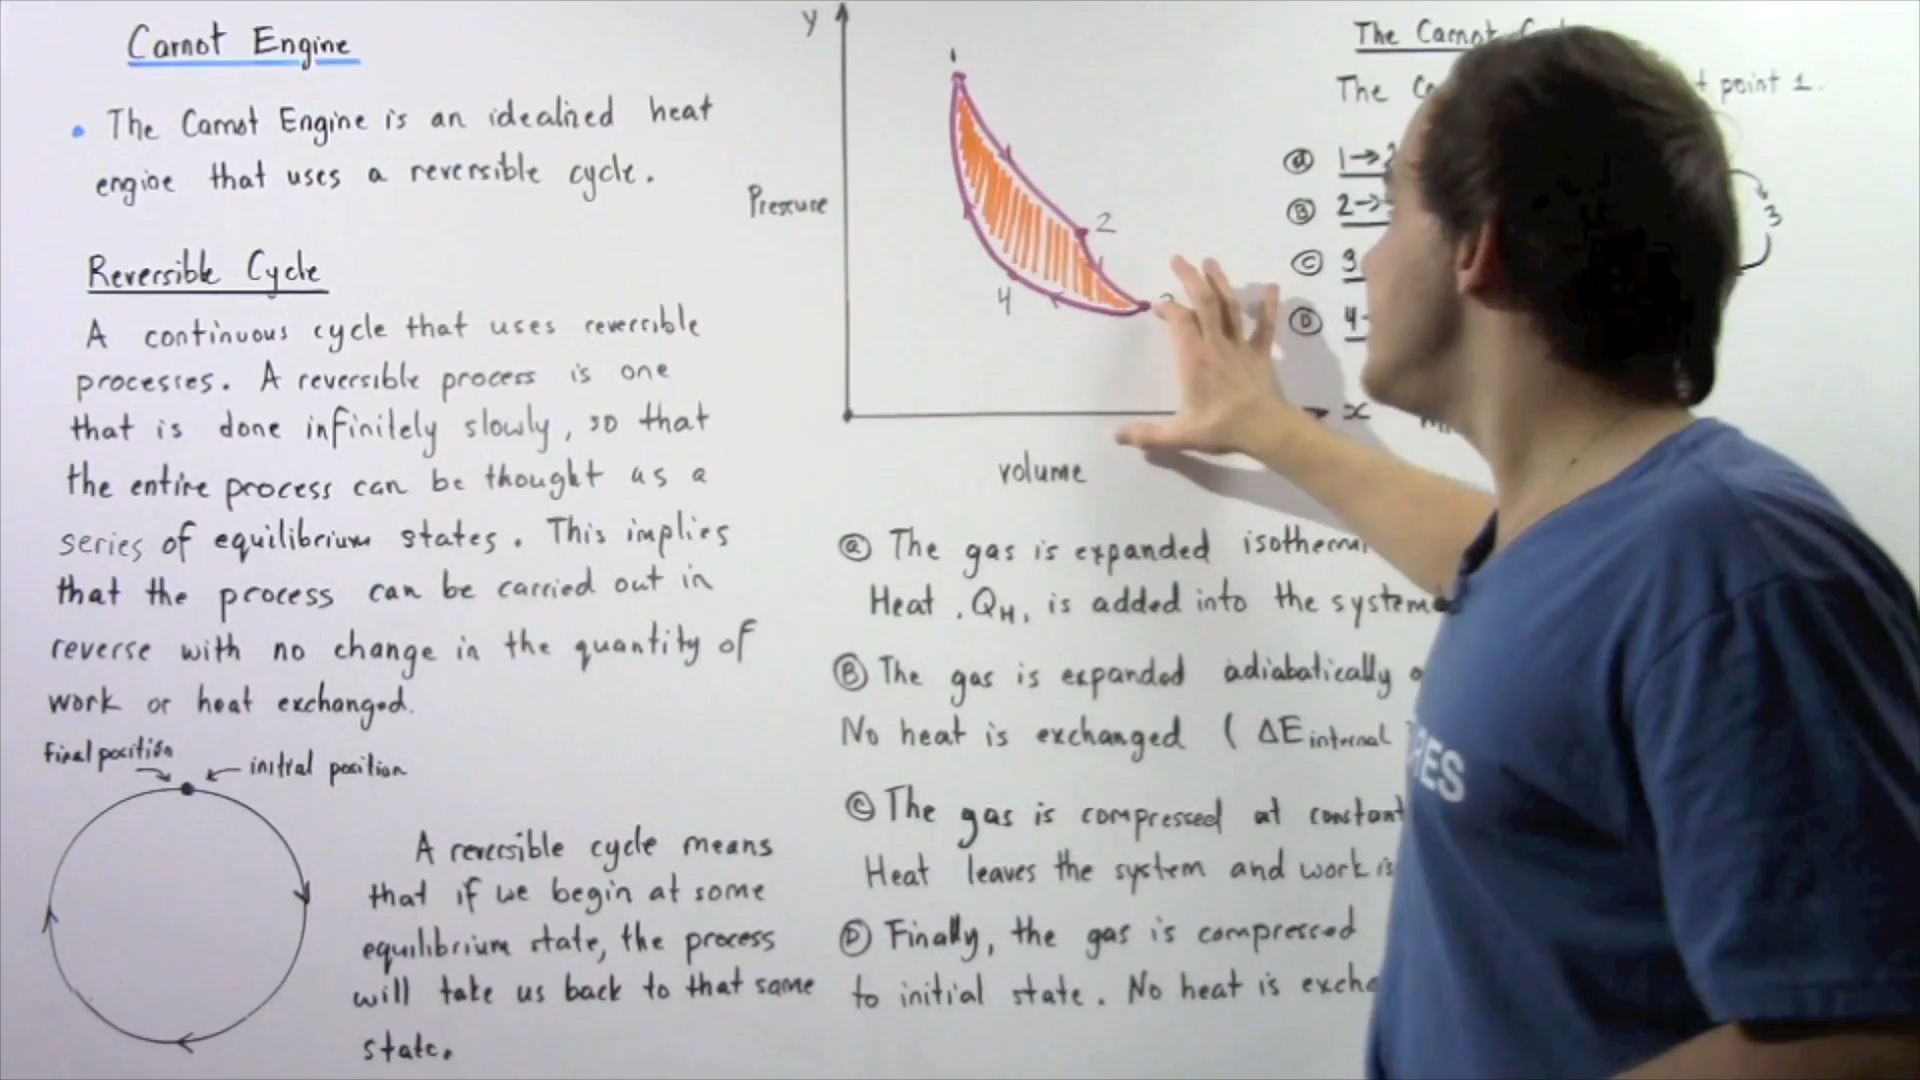 Carnot Engine
• The Carnot Engine is an idealized heat
engine that uses a reversible cycle.
Reversible Cycle
A continuous cycle that uses reversible
processes. A reversible process is one
that is done infinitely slowly, so that
the entire process can be thought as a
series of equilibrium states. This implies
that the process can be carried out in
reverse with no change in the quantity of
work or heat exchanged.
Final position
initial position
A reversible cycle means
that if we begin at some
equilibrium state, the process
will take us back to that same
state.
y
1
2
4
Pressure
x
volume
The Carnot
The
point 1.
a 1→2
B 2→
C 3
D 4
3
a The gas is expanded
Heat, QH, is added into the system
B The gas is expanded adiabatically
No heat is exchanged ( ΔE internal
C The gas is compressed at constant
Heat leaves the system and work is
D Finally, the gas is compressed
to initial state. No heat is